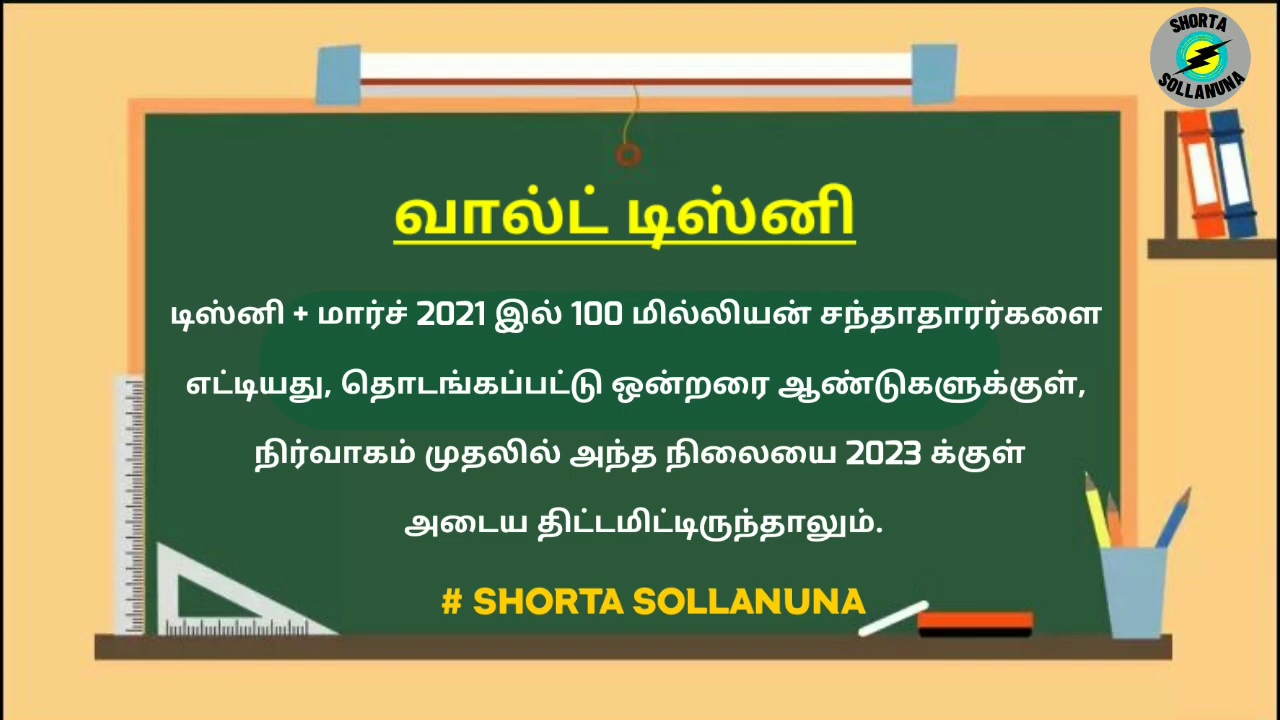 SHORTA
SOLLANUNA
வால்ட் டிஸ்னி
டிஸ்னி + மார்ச் 2021 இல் 100 மில்லியன் சந்தாதாரர்களை
எட்டியது, தொடங்கப்பட்டு ஒன்றரை ஆண்டுகளுக்குள்,
நிர்வாகம் முதலில் அந்த நிலையை 2023 க்குள்
அடைய திட்டமிட்டிருந்தாலும்.
# SHORTA SOLLANUNA